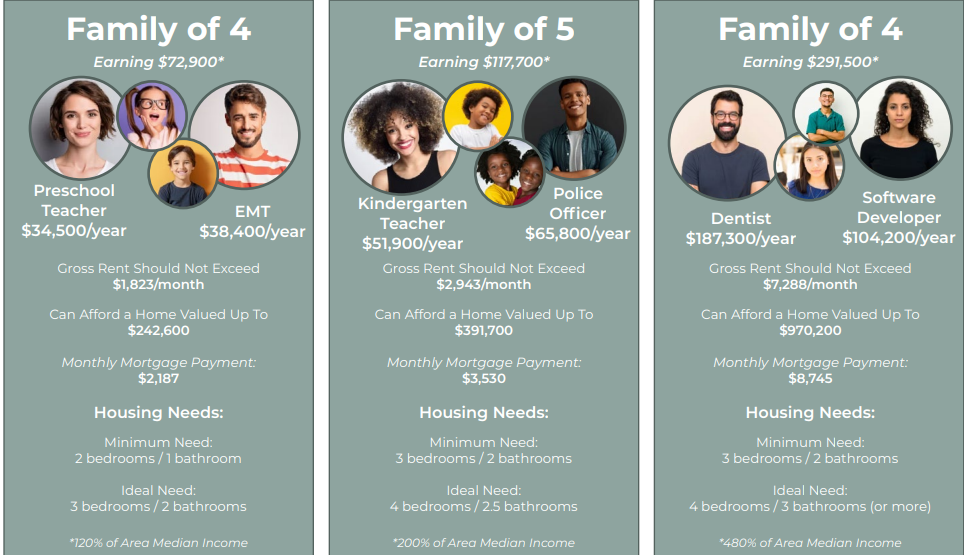 Family of 4
Earning $72,900*
Preschool
Teacher
$34,500/year
EMT
$38,400/year
Gross Rent Should Not Exceed
$1,823/month
Can Afford a Home Valued Up To
$242,600
Monthly Mortgage Payment:
$2,187
Housing Needs:
Minimum Need:
2 bedrooms / 1 bathroom
Ideal Need:
3 bedrooms / 2 bathrooms
*120% of Area Median Income
Family of 5
Earning $117,700*
Kindergarten
Teacher
$51,900/year
Police
Officer
$65,800/year
Gross Rent Should Not Exceed
$2,943/month
Can Afford a Home Valued Up To
$391,700
Monthly Mortgage Payment:
$3,530
Housing Needs:
Minimum Need:
3 bedrooms / 2 bathrooms
Ideal Need:
4 bedrooms / 2.5 bathrooms
*200% of Area Median Income
Family of 4
Earning $291,500*
Dentist
$187,300/year
Software
Developer
$104,200/year
Gross Rent Should Not Exceed
$7,288/month
Can Afford a Home Valued Up To
$970,200
Monthly Mortgage Payment:
$8,745
Housing Needs:
Minimum Need:
3 bedrooms / 2 bathrooms
Ideal Need:
4 bedrooms / 3 bathrooms (or more)
*480% of Area Median Income